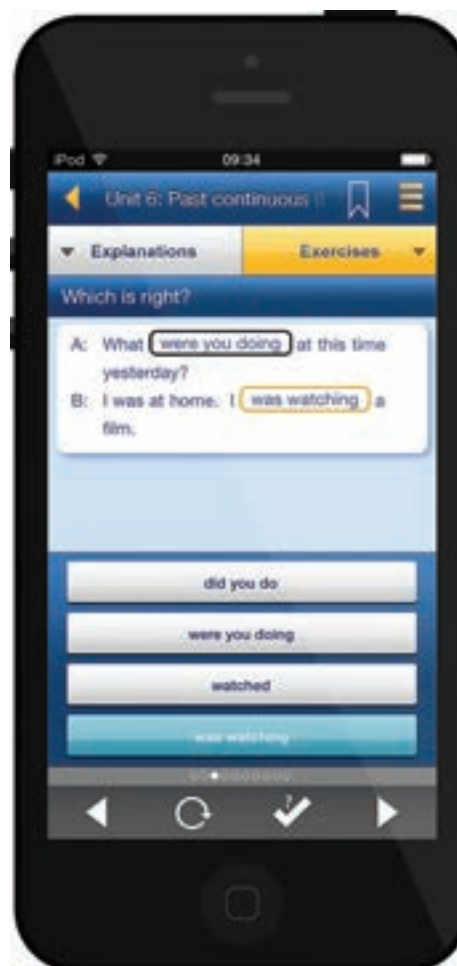 iPod 09:34
Unit 6: Past continuous
Explanations Exercises
Which is right?
A: What were you doing at this time
yesterday?
B: I was at home. I was watching a
film.
did you do
were you doing
watched
was watching
?